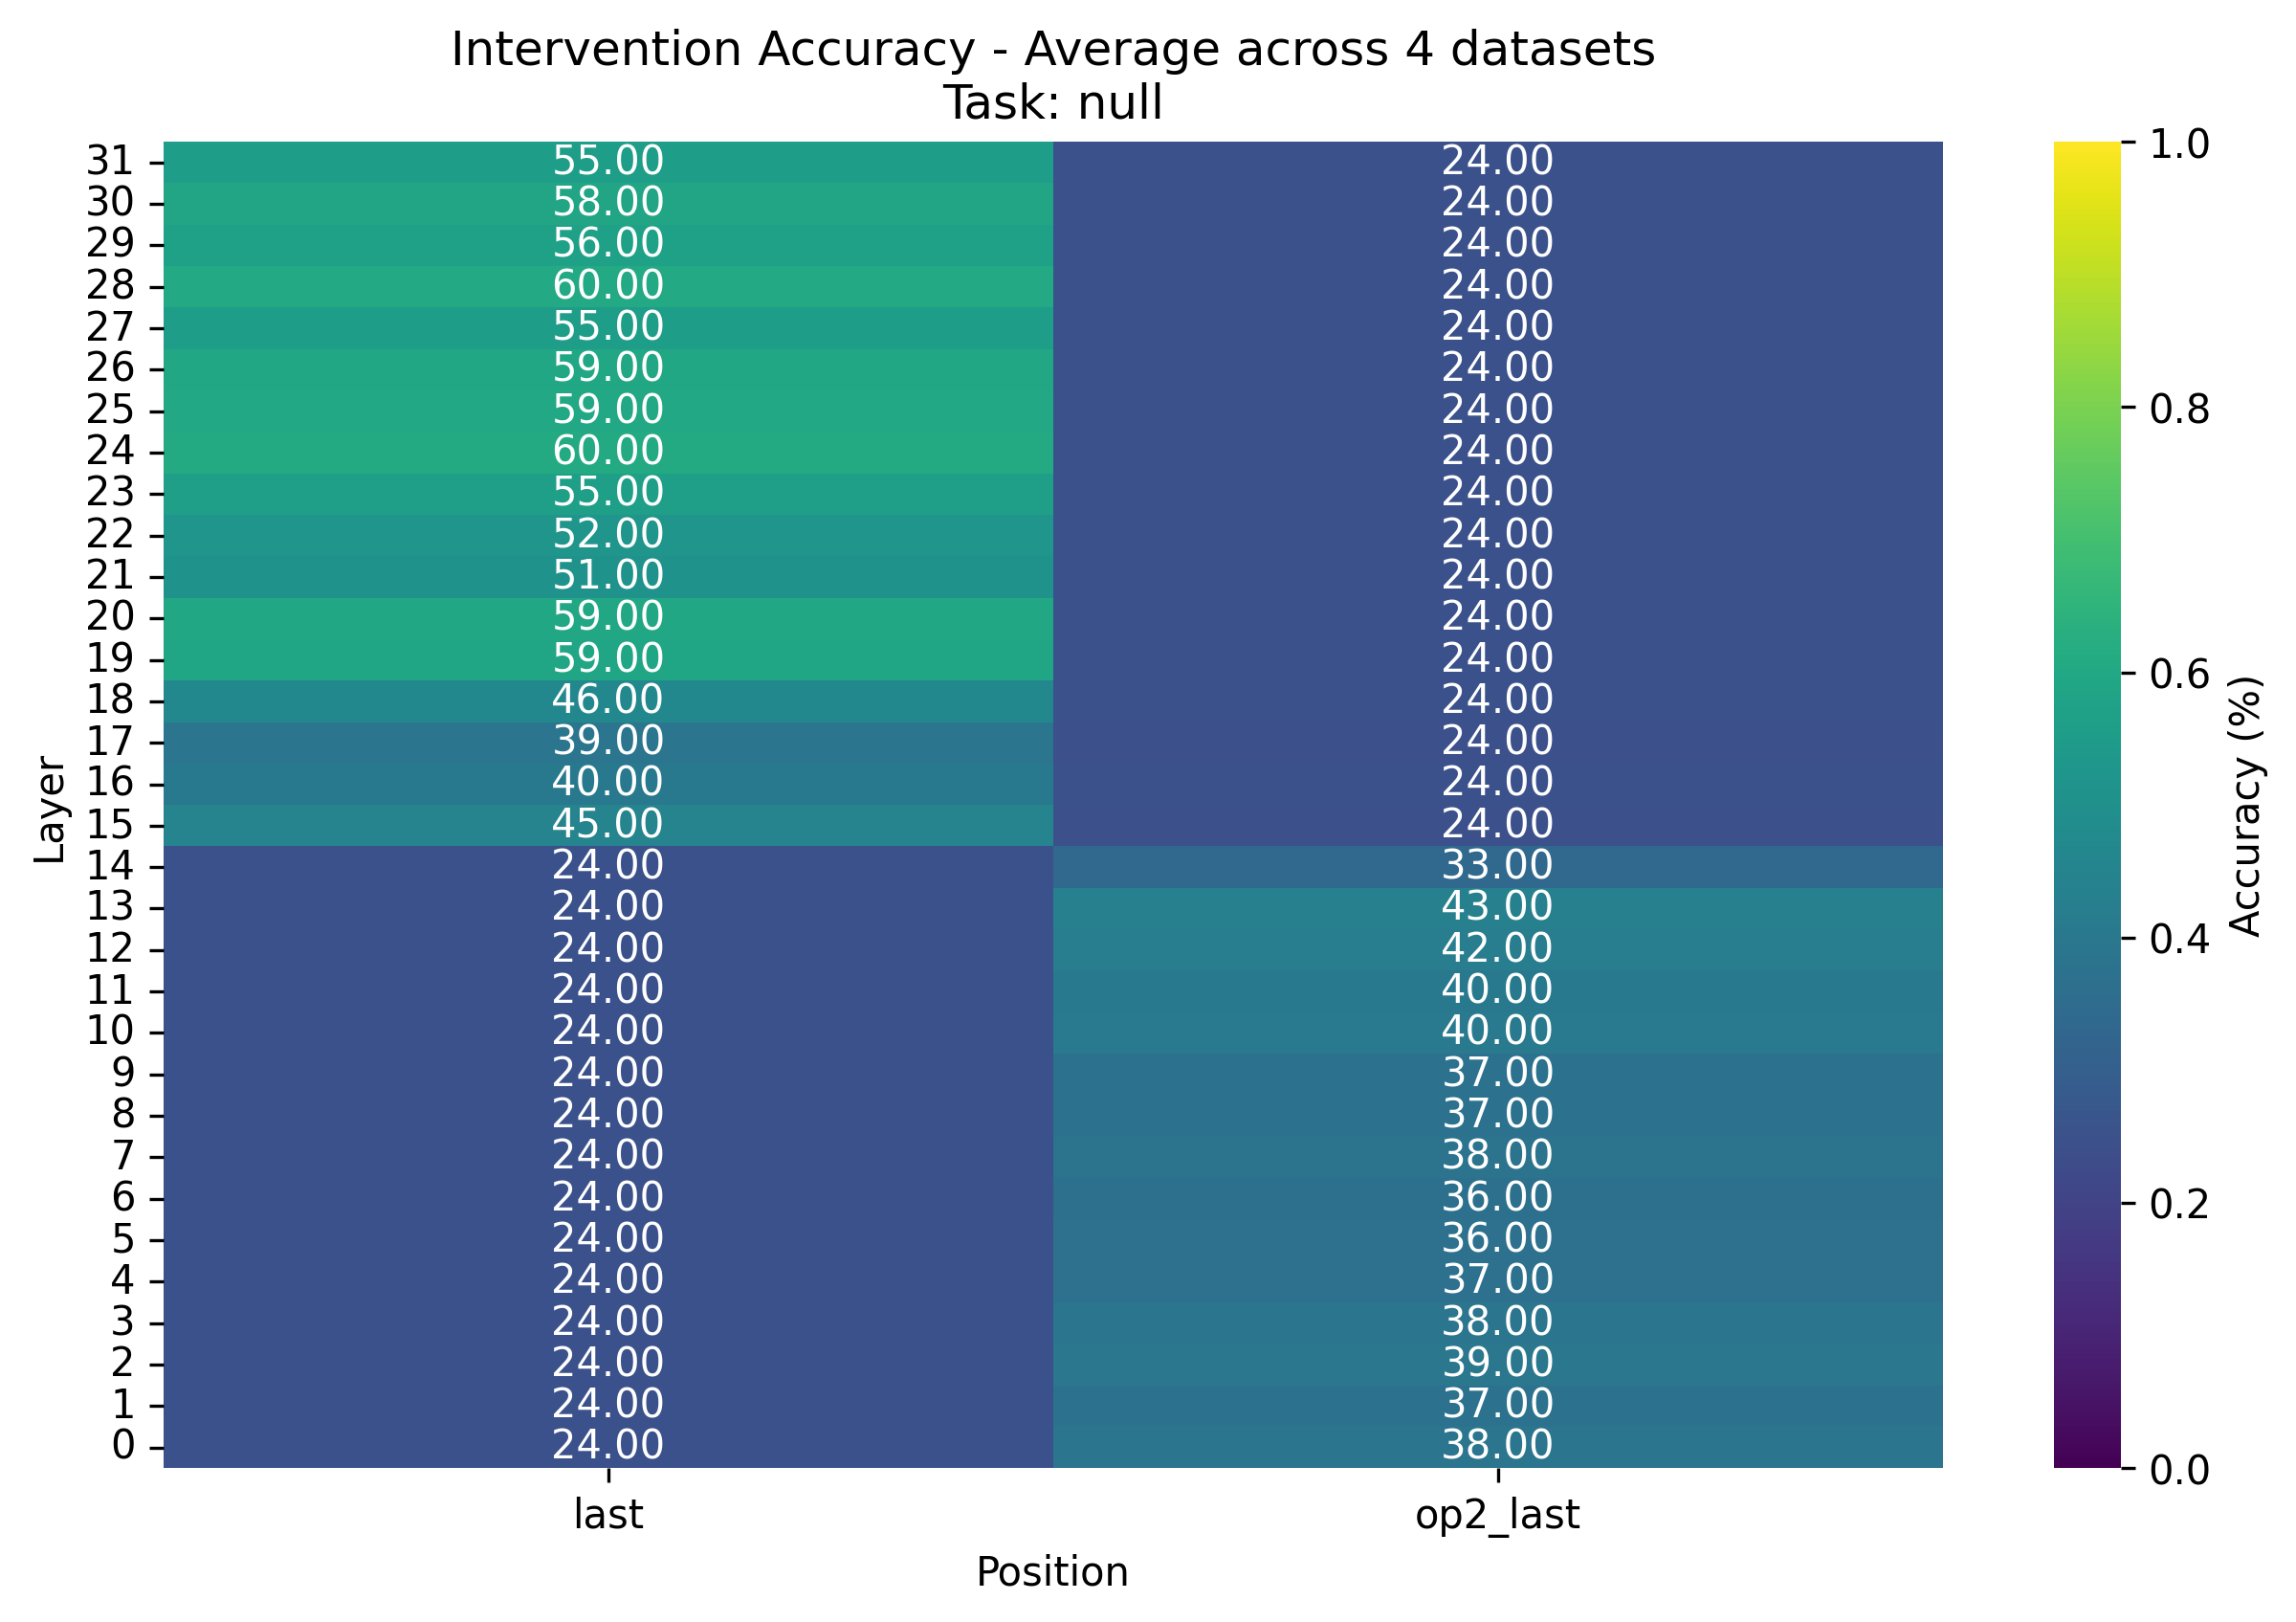 Intervention Accuracy - Average across 4 datasets
Task: null
31 55.00 24.00
30 58.00 24.00
29 56.00 24.00
28 60.00 24.00
27 55.00 24.00
26 59.00 24.00
25 59.00 24.00
24 60.00 24.00
23 55.00 24.00
22 52.00 24.00
21 51.00 24.00
20 59.00 24.00
19 59.00 24.00
18 46.00 24.00
17 39.00 24.00
16 40.00 24.00
15 45.00 24.00
14 24.00 33.00
13 24.00 43.00
12 24.00 42.00
11 24.00 40.00
10 24.00 40.00
9 24.00 37.00
8 24.00 37.00
7 24.00 38.00
6 24.00 36.00
5 24.00 36.00
4 24.00 37.00
3 24.00 38.00
2 24.00 39.00
1 24.00 37.00
0 24.00 38.00
last op2_last
Position
Layer
1.0
0.8
0.6
0.4
0.2
0.0
Accuracy (%)